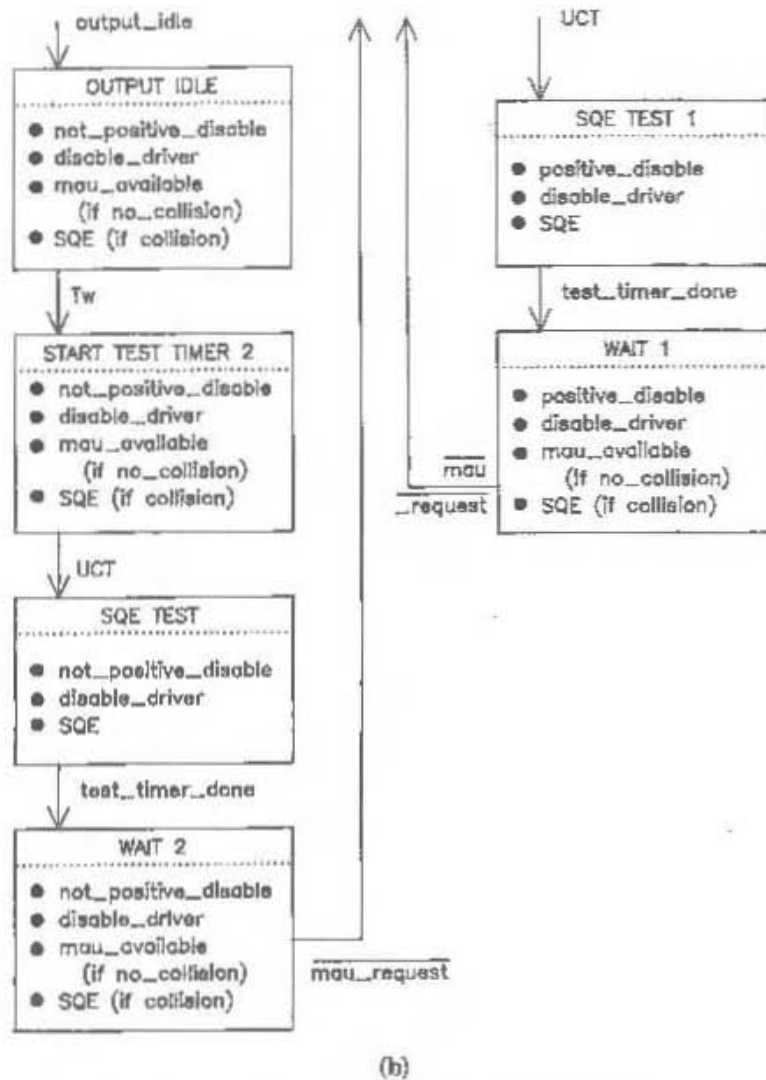 output_idle
OUTPUT IDLE
● not_positive_disable
● disable_driver
● mau_available
(if no_collision)
● SQE (if collision)
Tw
START TEST TIMER 2
● not_positive_disable
● disable_driver
● mau_available
(if no_collision)
● SQE (if collision)
UCT
SQE TEST
● not_positive_disable
● disable_driver
● SQE
test_timer_done
WAIT 2
● not_positive_disable
● disable_driver
● mau_available
(if no_collision)
● SQE (if collision)
mau_request
UCT
SQE TEST 1
● positive_disable
● disable_driver
● SQE
test_timer_done
WAIT 1
● positive_disable
● disable_driver
● mau_available
(if no_collision)
● SQE (if collision)
mau
_request
(b)